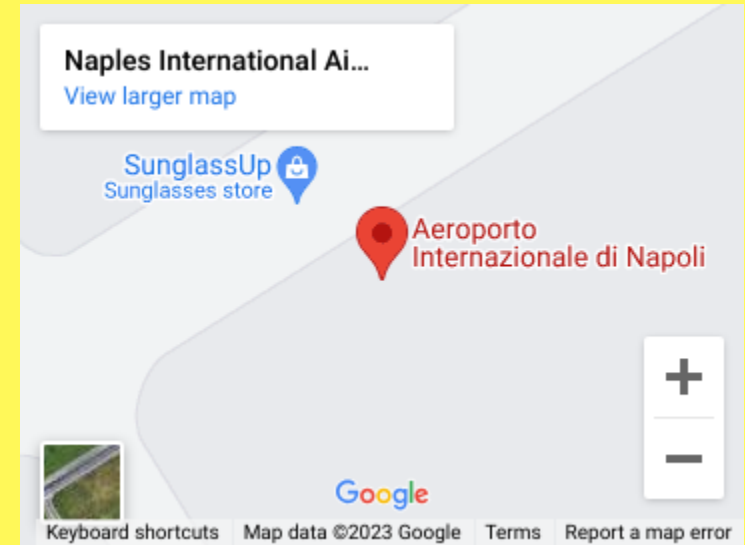 Naples International Ai...
View larger map
SunglassUp
Sunglasses store
Aeroporto
Internazionale di Napoli
Google
Keyboard shortcuts Map data ©2023 Google Terms Report a map error